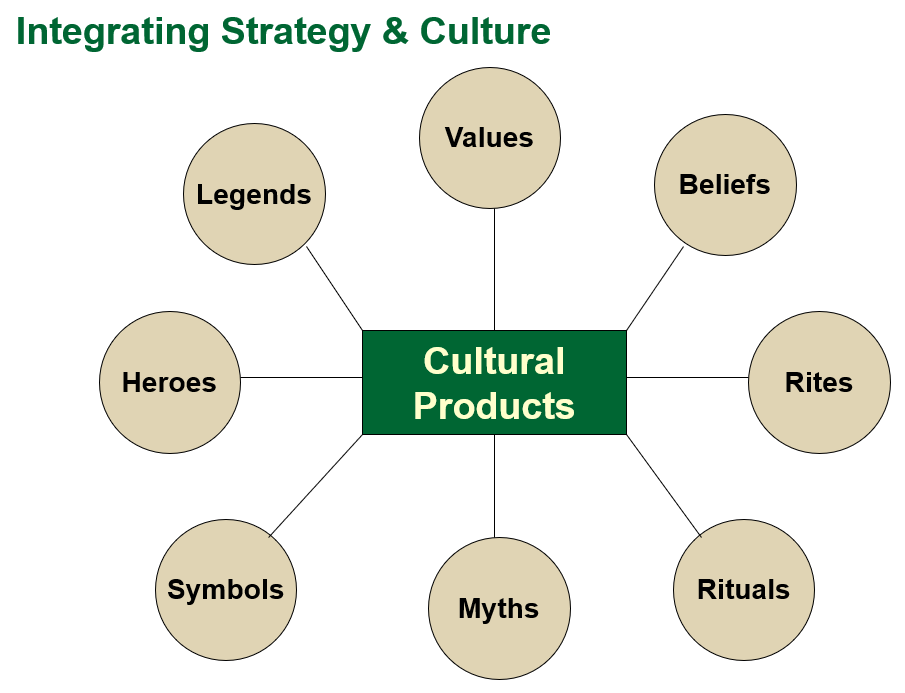 Integrating Strategy & Culture
Values
Beliefs
Legends
Cultural
Products
Heroes
Rites
Symbols
Myths
Rituals